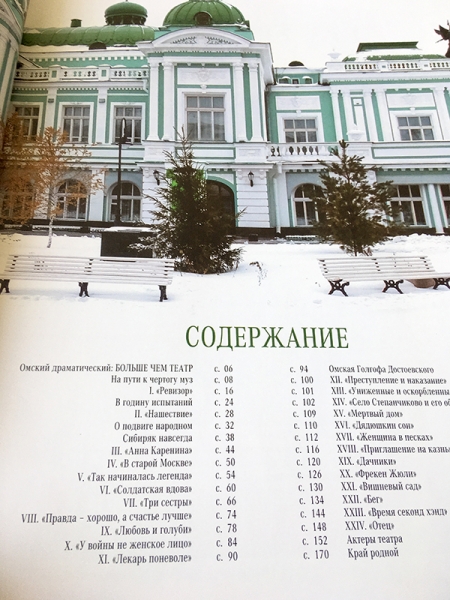 СОДЕРЖАНИЕ
Омский драматический: БОЛЬШЕ ЧЕМ ТЕАТР с. 06
На пути к чертогу муз с. 08
I. «Ревизор» с. 16
В годину испытаний с. 24
II. «Нашествие» с. 28
О подвиге народном с. 32
Сибиряк навсегда с. 38
III. «Анна Каренина» с. 44
IV. «В старой Москве» с. 50
V. «Так начиналась легенда» с. 54
VI. «Солдатская вдова» с. 60
VII. «Три сестры» с. 66
VIII. «Правда – хорошо, а счастье лучше» с. 74
IX. «Любовь и голуби» с. 78
X. «У войны не женское лицо» с. 84
XI. «Лекарь поневоле» с. 90
с. 94 Омская Голгофа Достоевского
с. 100 XII. «Преступление и наказание»
с. 101 XIII. «Униженные и оскорбленны
с. 102 XIV. «Село Степанчиково и его об
с. 109 XV. «Мертвый дом»
с. 110 XVI. «Дядюшкин сон»
с. 112 XVII. «Женщина в песках»
с. 116 XVIII. «Приглашение на казнь
с. 120 XIX. «Дачники»
с. 126 XX. «Фрекен Жюли»
с. 130 XXI. «Вишневый сад»
с. 134 XXII. «Бег»
с. 144 XXIII. «Время секонд хэнд»
с. 148 XXIV. «Отец»
с. 152 Актеры театра
с. 170 Край родной